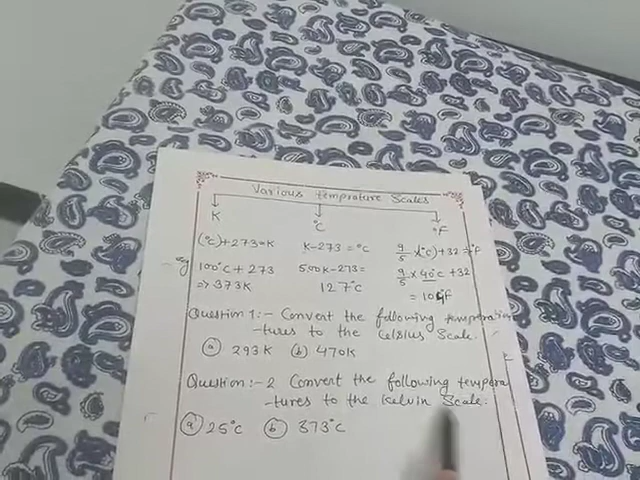 Various temprature Scales
K °C °F
(°C)+273=K K-273=°C 9/5 x(°C)+32=°F
eg 100°C+273 500K-273= 9/5 x 40°C +32
=> 373K 127°C = 104°F
Question 1:- Convert the following tempera
-tures to the Celsius Scale.
(a) 293K (b) 470K
Question:-2 Convert the following tempera
-tures to the Kelvin Scale.
(a) 25°C (b) 373°C